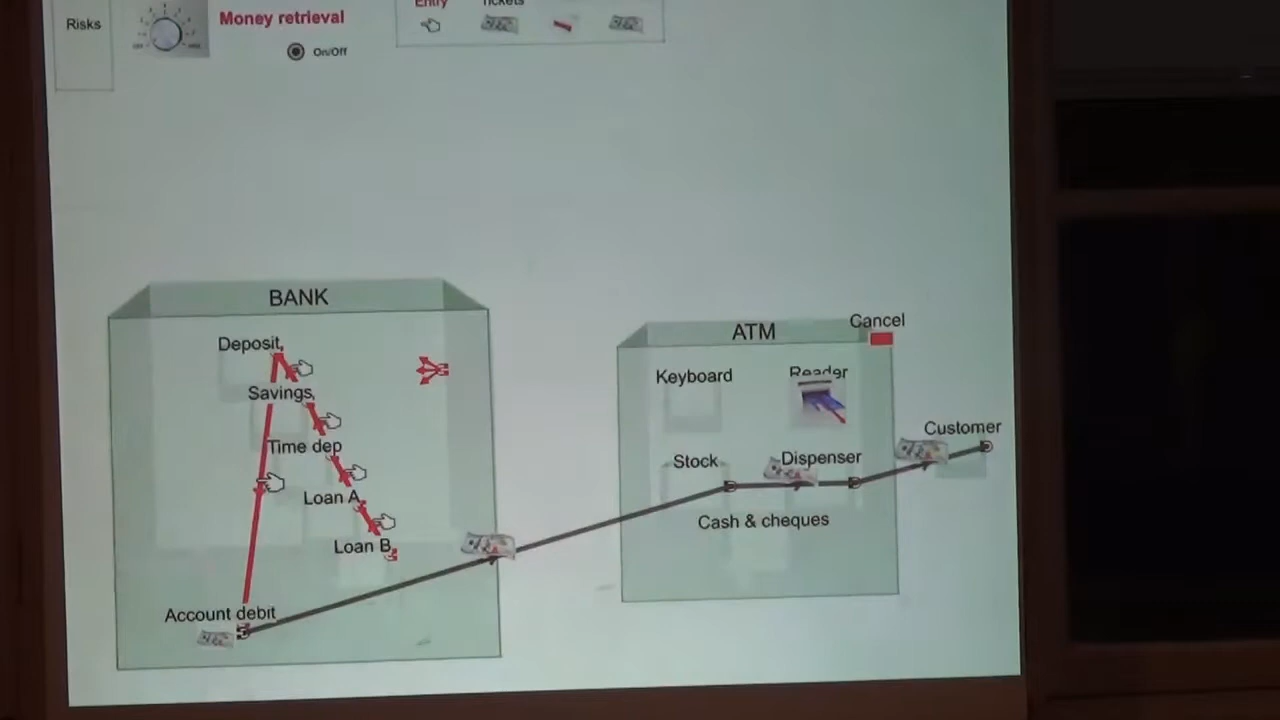 Entry Tickets
Risks
Money retrieval
On/Off
BANK
Deposit
Savings
Time dep
Loan A
Loan B
Account debit
ATM
Cancel
Keyboard Reader
Customer
Stock Dispenser
Cash & cheques